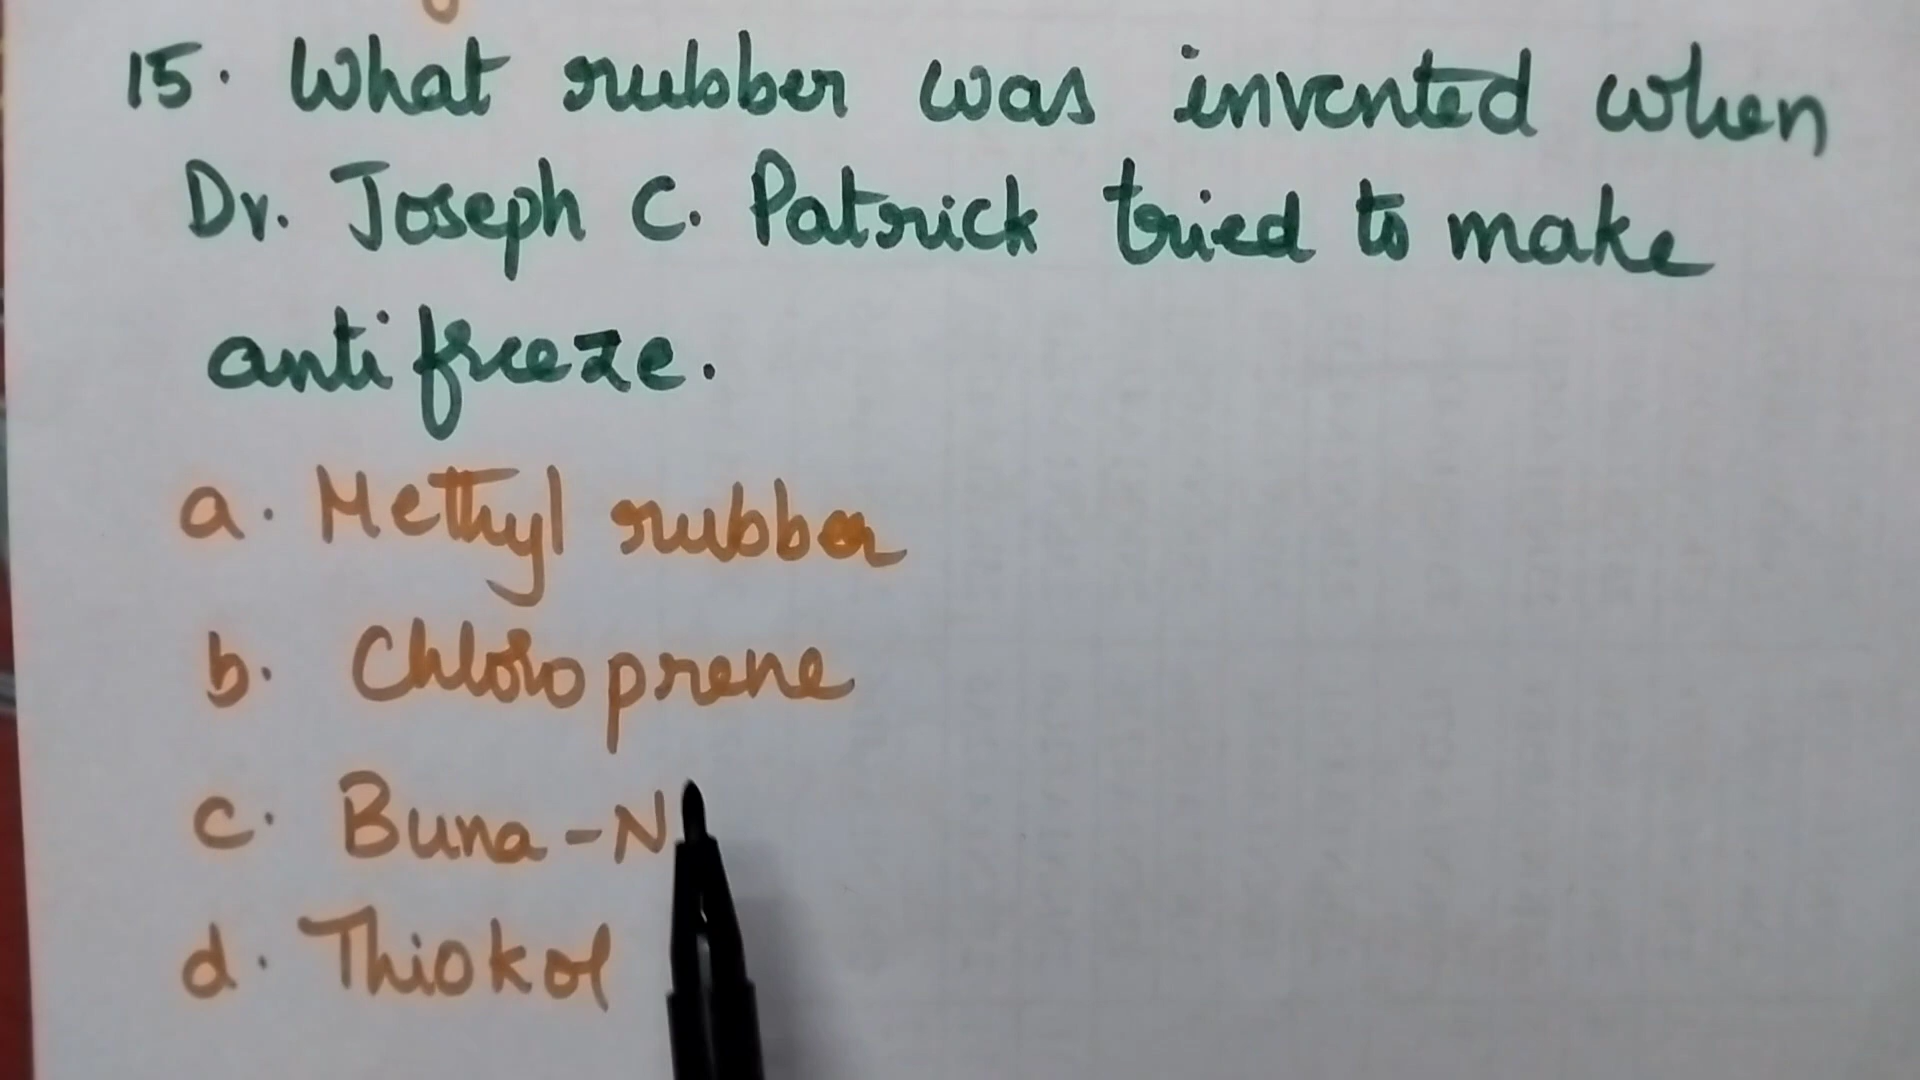 15. What rubber was invented when
Dr. Joseph C. Patrick tried to make
antifreeze.
a. Methyl rubber
b. Chloroprene
c. Buna-N
d. Thiokol